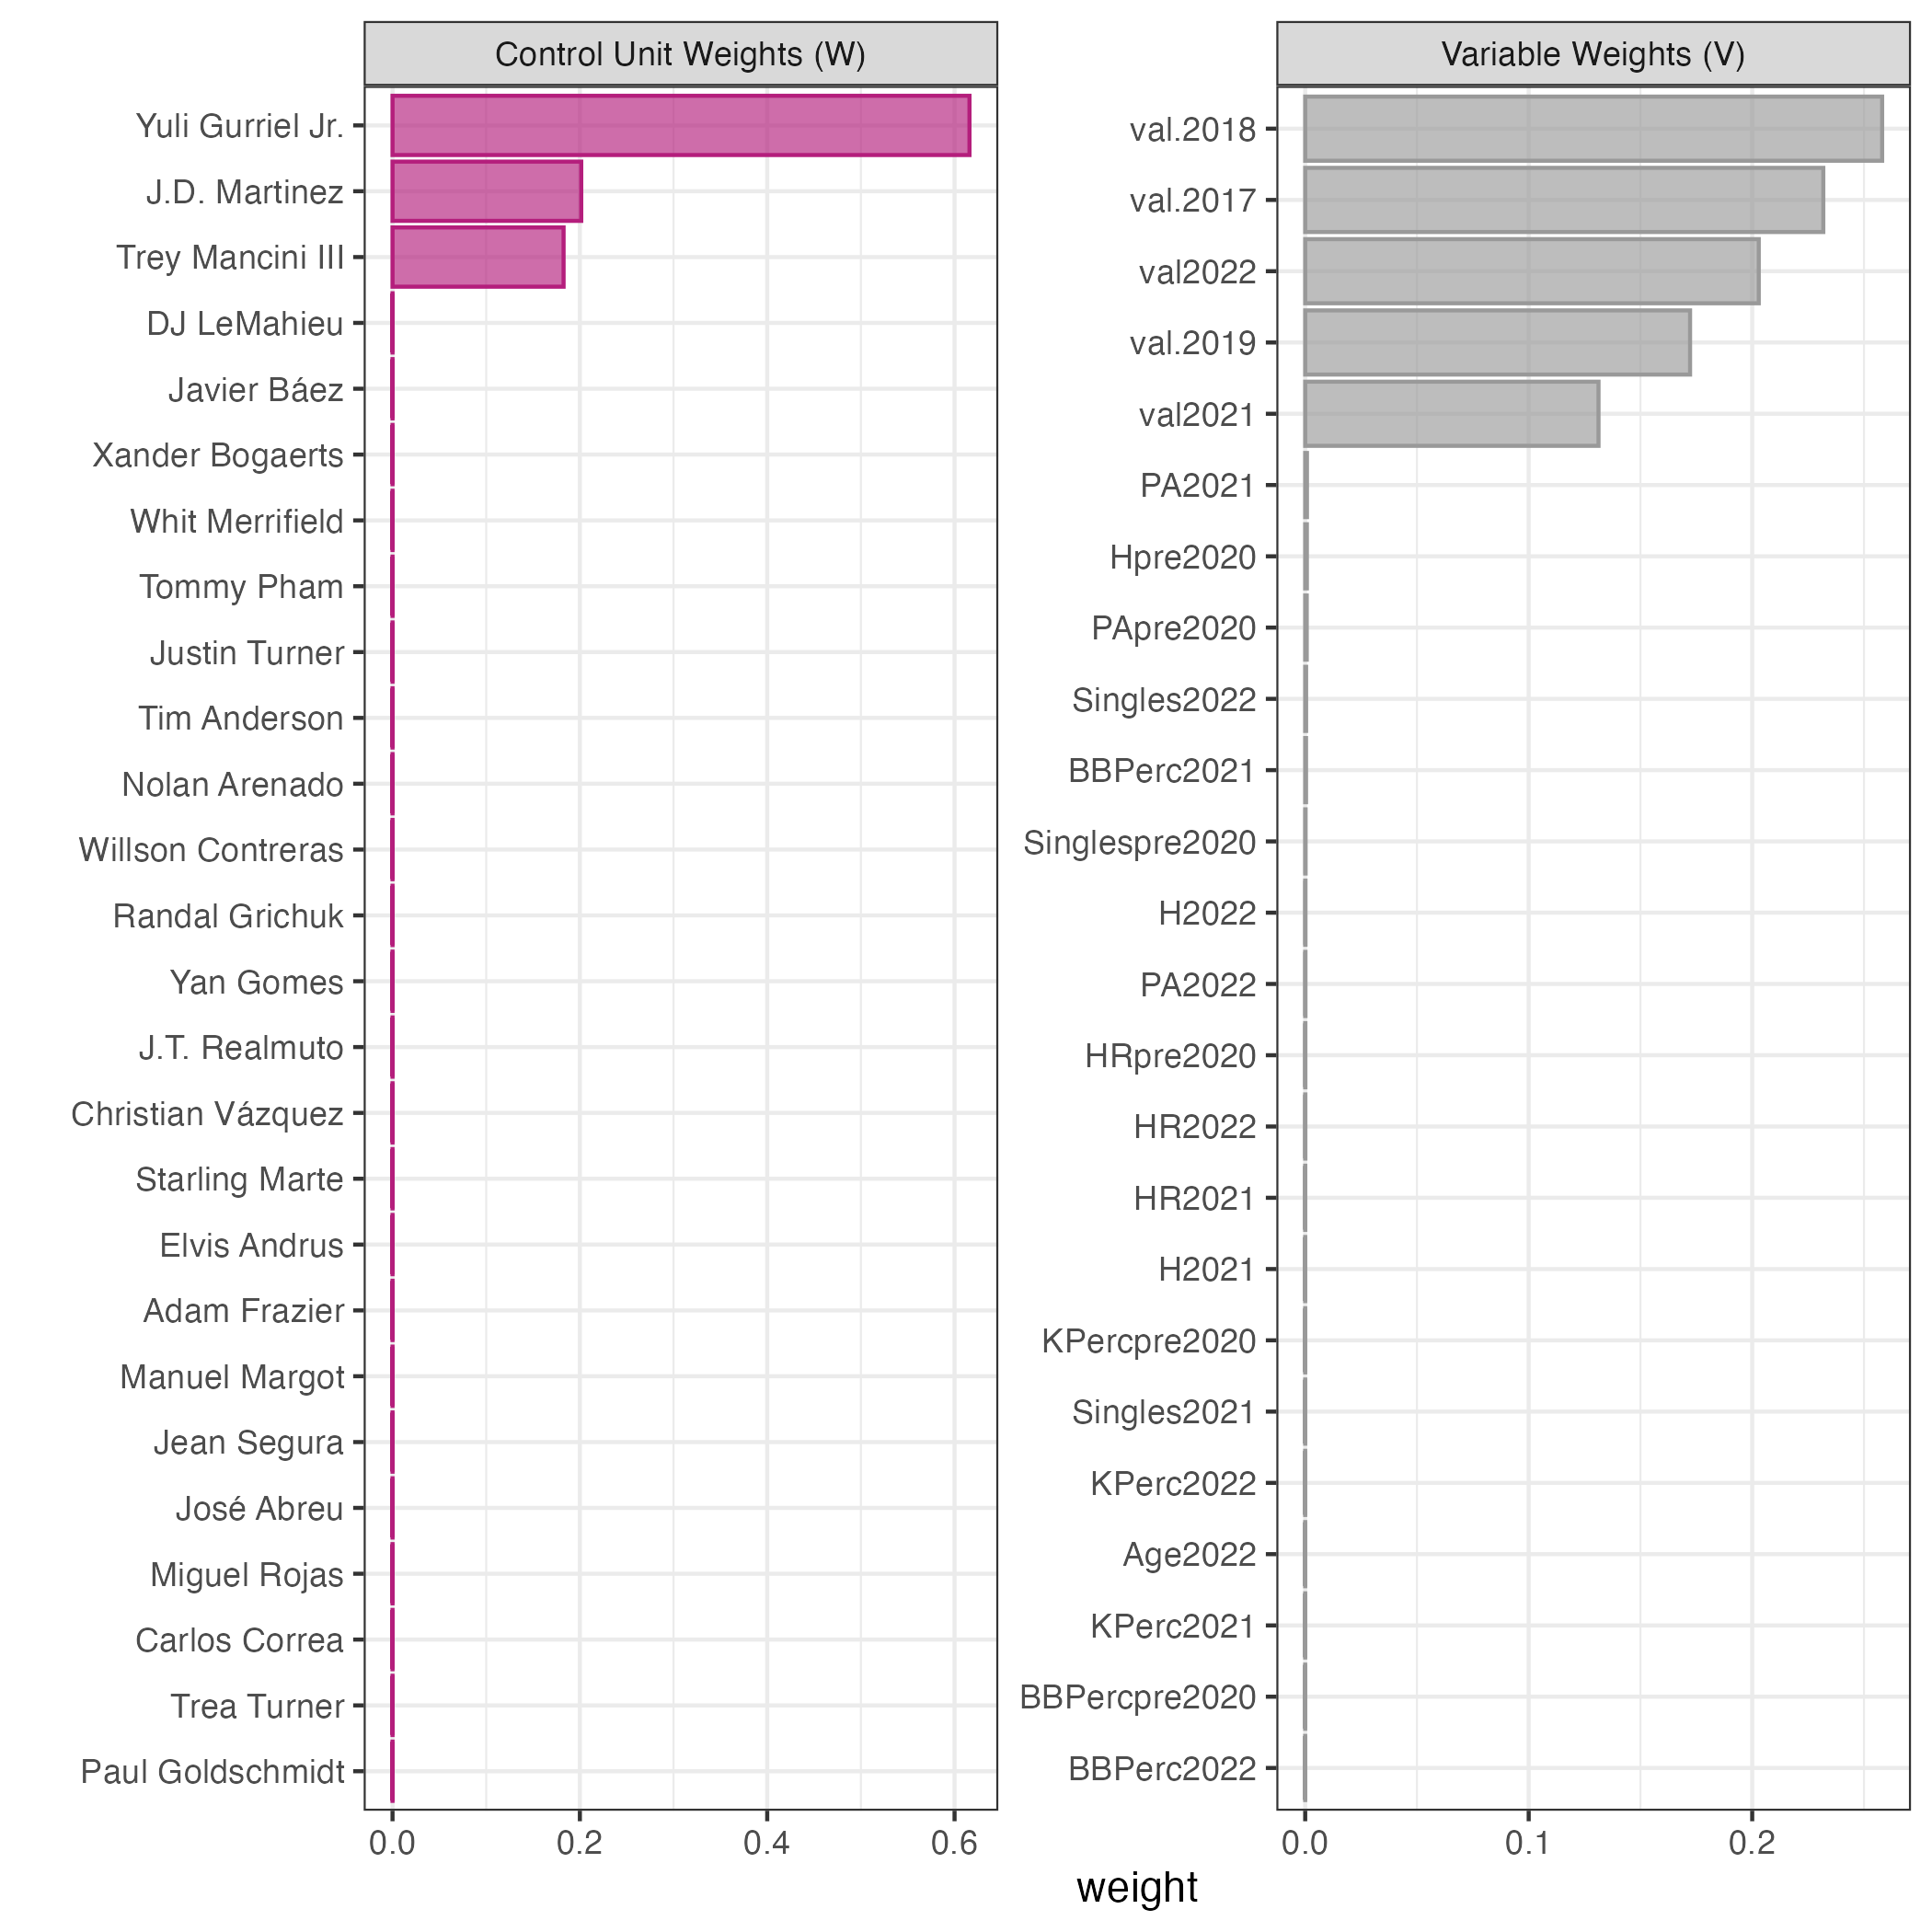 Control Unit Weights (W)
Yuli Gurriel Jr.
J.D. Martinez
Trey Mancini III
DJ LeMahieu
Javier Báez
Xander Bogaerts
Whit Merrifield
Tommy Pham
Justin Turner
Tim Anderson
Nolan Arenado
Willson Contreras
Randal Grichuk
Yan Gomes
J.T. Realmuto
Christian Vázquez
Starling Marte
Elvis Andrus
Adam Frazier
Manuel Margot
Jean Segura
José Abreu
Miguel Rojas
Carlos Correa
Trea Turner
Paul Goldschmidt
0.0 0.2 0.4 0.6
Variable Weights (V)
val.2018
val.2017
val2022
val.2019
val2021
PA2021
Hpre2020
PApre2020
Singles2022
BBPerc2021
Singlespre2020
H2022
PA2022
HRpre2020
HR2022
HR2021
H2021
KPercpre2020
Singles2021
KPerc2022
Age2022
KPerc2021
BBPercpre2020
BBPerc2022
0.0 0.1 0.2
weight